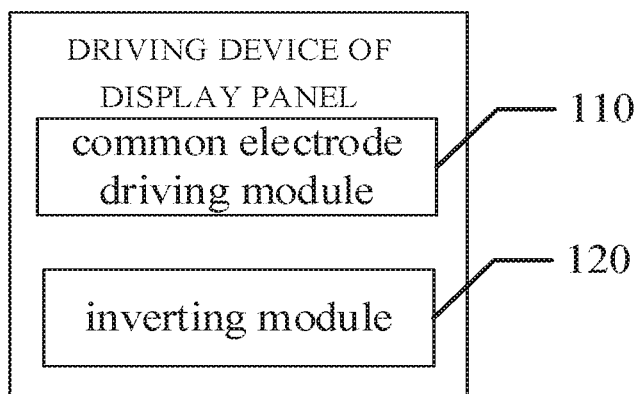 DRIVING DEVICE OF
DISPLAY PANEL
common electrode
driving module
110
inverting module
120